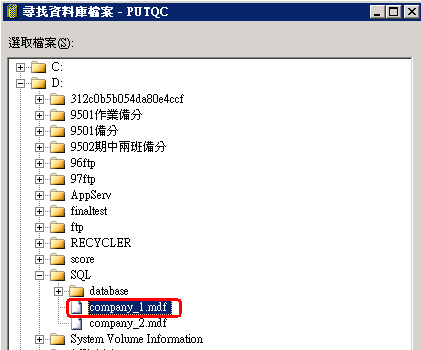 尋找資料庫檔案 - PUTQC
選取檔案(S):
C:
D:
312c0b5b054da80e4ccf
9501作業備分
9501備分
9502期中兩班備分
96ftp
97ftp
AppServ
finaltest
ftp
RECYCLER
score
SQL
database
company_1.mdf
company_2.mdf
System Volume Information